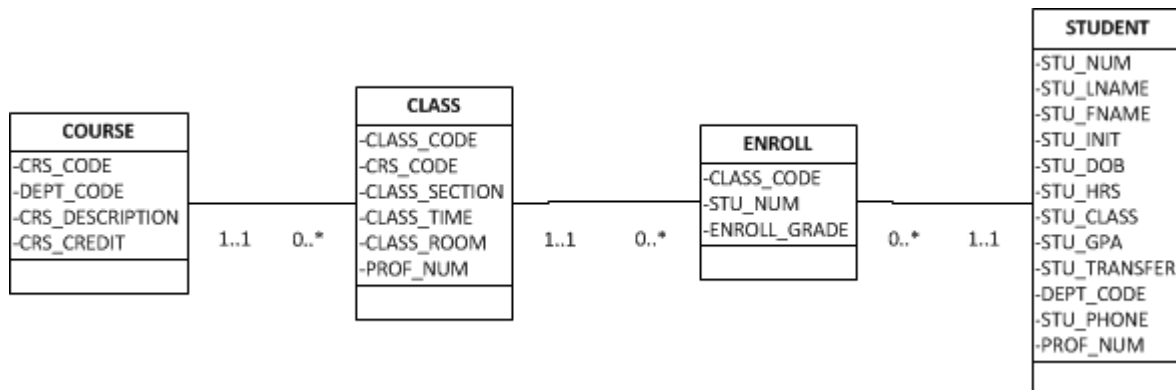 COURSE
-CRS_CODE
-DEPT_CODE
-CRS_DESCRIPTION
-CRS_CREDIT
1..1
0..*
CLASS
-CLASS_CODE
-CRS_CODE
-CLASS_SECTION
-CLASS_TIME
-CLASS_ROOM
-PROF_NUM
1..1
0..*
ENROLL
-CLASS_CODE
-STU_NUM
-ENROLL_GRADE
0..*
1..1
STUDENT
-STU_NUM
-STU_LNAME
-STU_FNAME
-STU_INIT
-STU_DOB
-STU_HRS
-STU_CLASS
-STU_GPA
-STU_TRANSFER
-DEPT_CODE
-STU_PHONE
-PROF_NUM